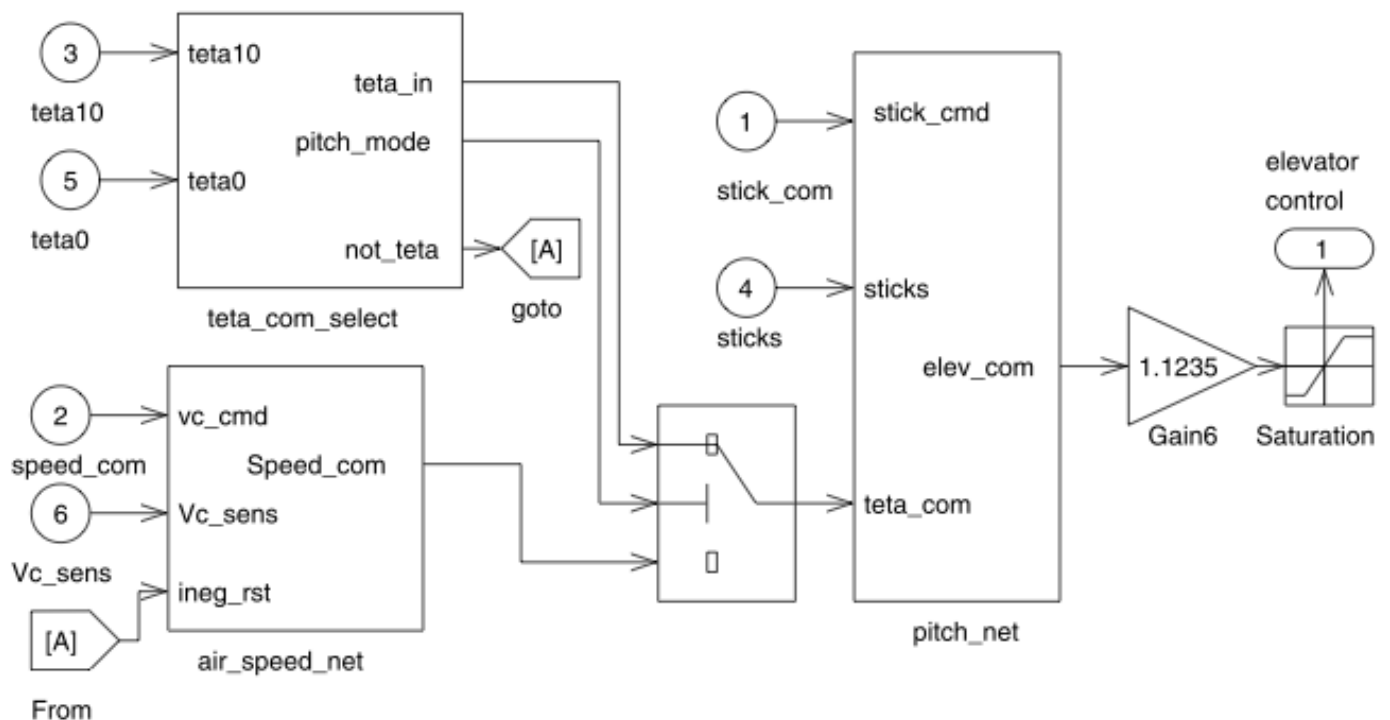 3
teta10
teta10
teta_in
pitch_mode
5
teta0
teta0
not_teta
[A]
goto
teta_com_select
2
speed_com
vc_cmd
Speed_com
6
Vc_sens
Vc_sens
ineg_rst
[A]
From
air_speed_net
1
stick_com
stick_cmd
4
sticks
sticks
elev_com
teta_com
pitch_net
1.1235
Gain6
Saturation
elevator
control
1